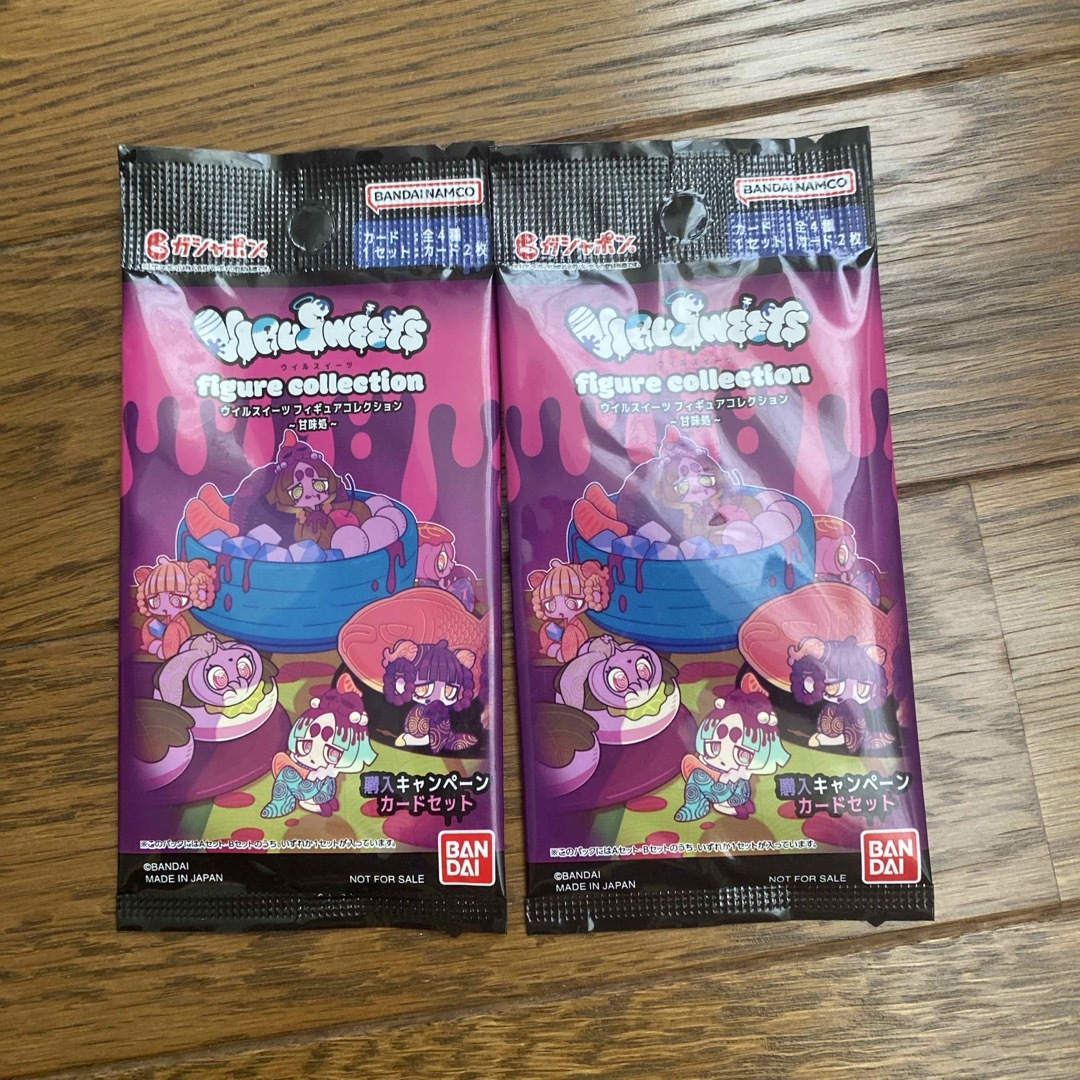 BANDAI NAMCO
ガシャポン
カード:全4種
1セット:カード2枚
ViruSweets
ウイルスイーツ
figure collection
ウイルスイーツ フィギュアコレクション
~甘味処~
購入キャンペーン
カードセット
※このパックにはAセット・Bセットのうち、いずれか1セットが入っています。
©BANDAI
MADE IN JAPAN
NOT FOR SALE
BAN
DAI
BANDAI NAMCO
ガシャポン
カード:全4種
1セット:カード2枚
ViruSweets
ウイルスイーツ
figure collection
ウイルスイーツ フィギュアコレクション
~甘味処~
購入キャンペーン
カードセット
※このパックにはAセット・Bセットのうち、いずれか1セットが入っています。
©BANDAI
MADE IN JAPAN
NOT FOR SALE
BAN
DAI